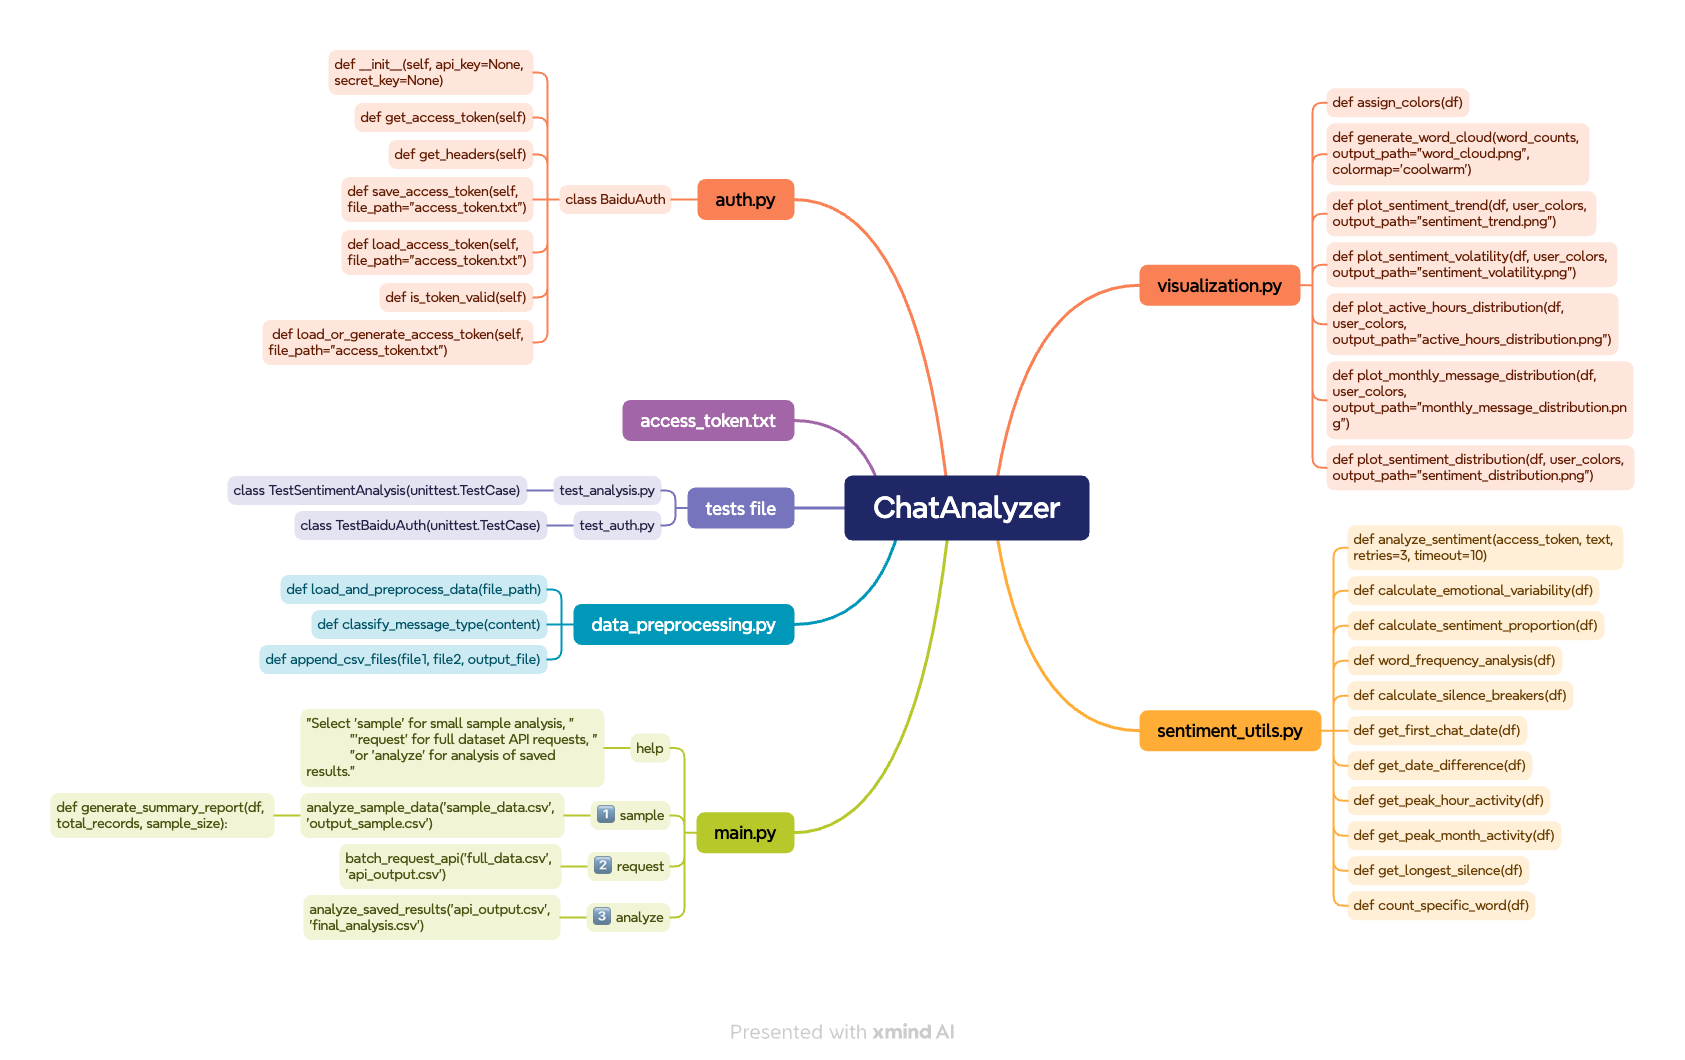 ChatAnalyzer
auth.py
class BaiduAuth
def __init__(self, api_key=None,
secret_key=None)
def get_access_token(self)
def get_headers(self)
def save_access_token(self,
file_path="access_token.txt")
def load_access_token(self,
file_path="access_token.txt")
def is_token_valid(self)
def load_or_generate_access_token(self,
file_path="access_token.txt")
access_token.txt
tests file
test_analysis.py
class TestSentimentAnalysis(unittest.TestCase)
test_auth.py
class TestBaiduAuth(unittest.TestCase)
data_preprocessing.py
def load_and_preprocess_data(file_path)
def classify_message_type(content)
def append_csv_files(file1, file2, output_file)
main.py
help
"Select 'sample' for small sample analysis, "
"'request' for full dataset API requests, "
"or 'analyze' for analysis of saved
results."
1 sample
analyze_sample_data('sample_data.csv',
'output_sample.csv')
def generate_summary_report(df,
total_records, sample_size):
2 request
batch_request_api('full_data.csv',
'api_output.csv')
3 analyze
analyze_saved_results('api_output.csv',
'final_analysis.csv')
visualization.py
def assign_colors(df)
def generate_word_cloud(word_counts,
output_path="word_cloud.png",
colormap='coolwarm')
def plot_sentiment_trend(df, user_colors,
output_path="sentiment_trend.png")
def plot_sentiment_volatility(df, user_colors,
output_path="sentiment_volatility.png")
def plot_active_hours_distribution(df,
user_colors,
output_path="active_hours_distribution.png")
def plot_monthly_message_distribution(df,
user_colors,
output_path="monthly_message_distribution.pn
g")
def plot_sentiment_distribution(df, user_colors,
output_path="sentiment_distribution.png")
sentiment_utils.py
def analyze_sentiment(access_token, text,
retries=3, timeout=10)
def calculate_emotional_variability(df)
def calculate_sentiment_proportion(df)
def word_frequency_analysis(df)
def calculate_silence_breakers(df)
def get_first_chat_date(df)
def get_date_difference(df)
def get_peak_hour_activity(df)
def get_peak_month_activity(df)
def get_longest_silence(df)
def count_specific_word(df)
Presented with xmind AI